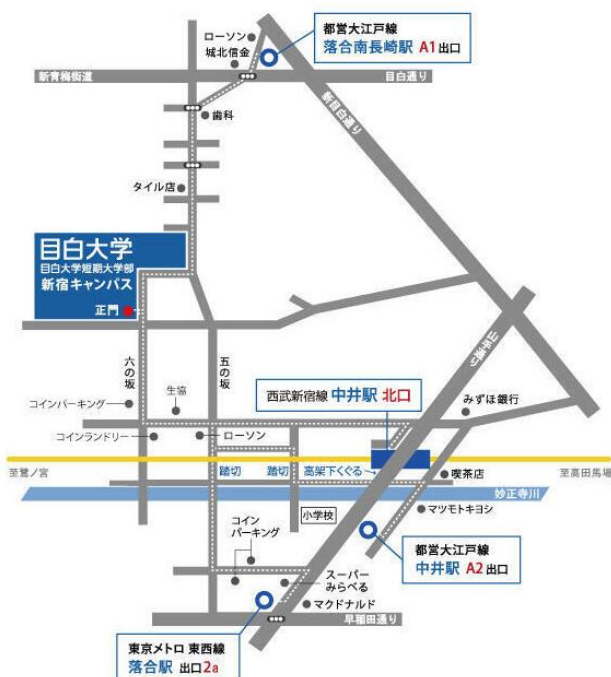 都営大江戸線
落合南長崎駅 A1出口
ローソン
城北信金
新青梅街道
目白通り
新目白通り
歯科
タイル店
目白大学
目白大学短期大学部
新宿キャンパス
正門
山手通り
六の坂
五の坂
生協
コインパーキング
西武新宿線 中井駅 北口
みずほ銀行
コインランドリー
ローソン
至鷺ノ宮
踏切
踏切
高架下くぐる
喫茶店
至高田馬場
妙正寺川
小学校
マツモトキヨシ
コイン
パーキング
都営大江戸線
中井駅 A2出口
スーパー
みらべる
マクドナルド
早稲田通り
東京メトロ 東西線
落合駅 出口2a